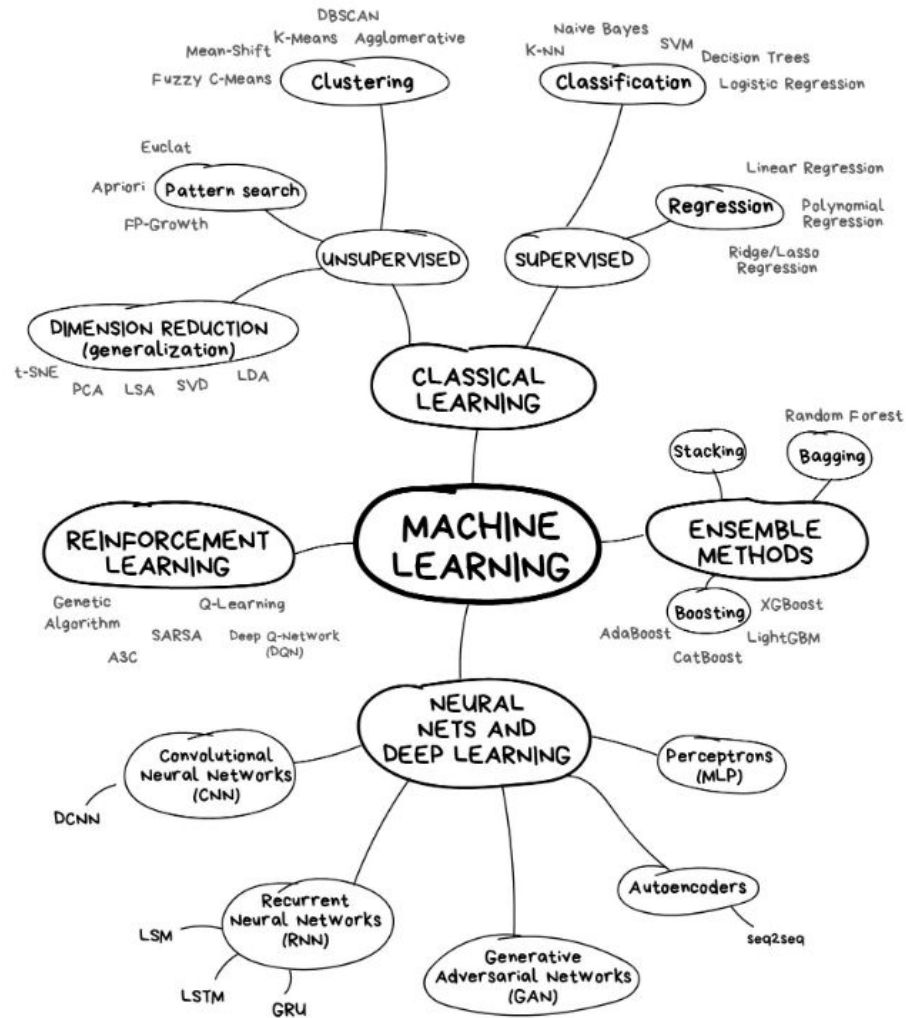 DBSCAN
K-Means
Agglomerative
Mean-Shift
Fuzzy C-Means
Clustering
Naive Bayes
K-NN
SVM
Decision Trees
Classification
Logistic Regression
Euclat
Apriori
Pattern search
FP-Growth
Linear Regression
Regression
Polynomial
Regression
Ridge/Lasso
Regression
UNSUPERVISED
SUPERVISED
DIMENSION REDUCTION
(generalization)
t-SNE
PCA
LSA
SVD
LDA
CLASSICAL
LEARNING
Random Forest
Stacking
Bagging
MACHINE
LEARNING
REINFORCEMENT
LEARNING
ENSEMBLE
METHODS
Genetic
Algorithm
Q-Learning
SARSA
Deep Q-Network
(DQN)
A3C
Boosting
XGBoost
AdaBoost
LightGBM
CatBoost
NEURAL
NETS AND
DEEP LEARNING
Convolutional
Neural Networks
(CNN)
DCNN
Perceptrons
(MLP)
Recurrent
Neural Networks
(RNN)
LSM
LSTM
GRU
Generative
Adversarial Networks
(GAN)
Autoencoders
seq2seq